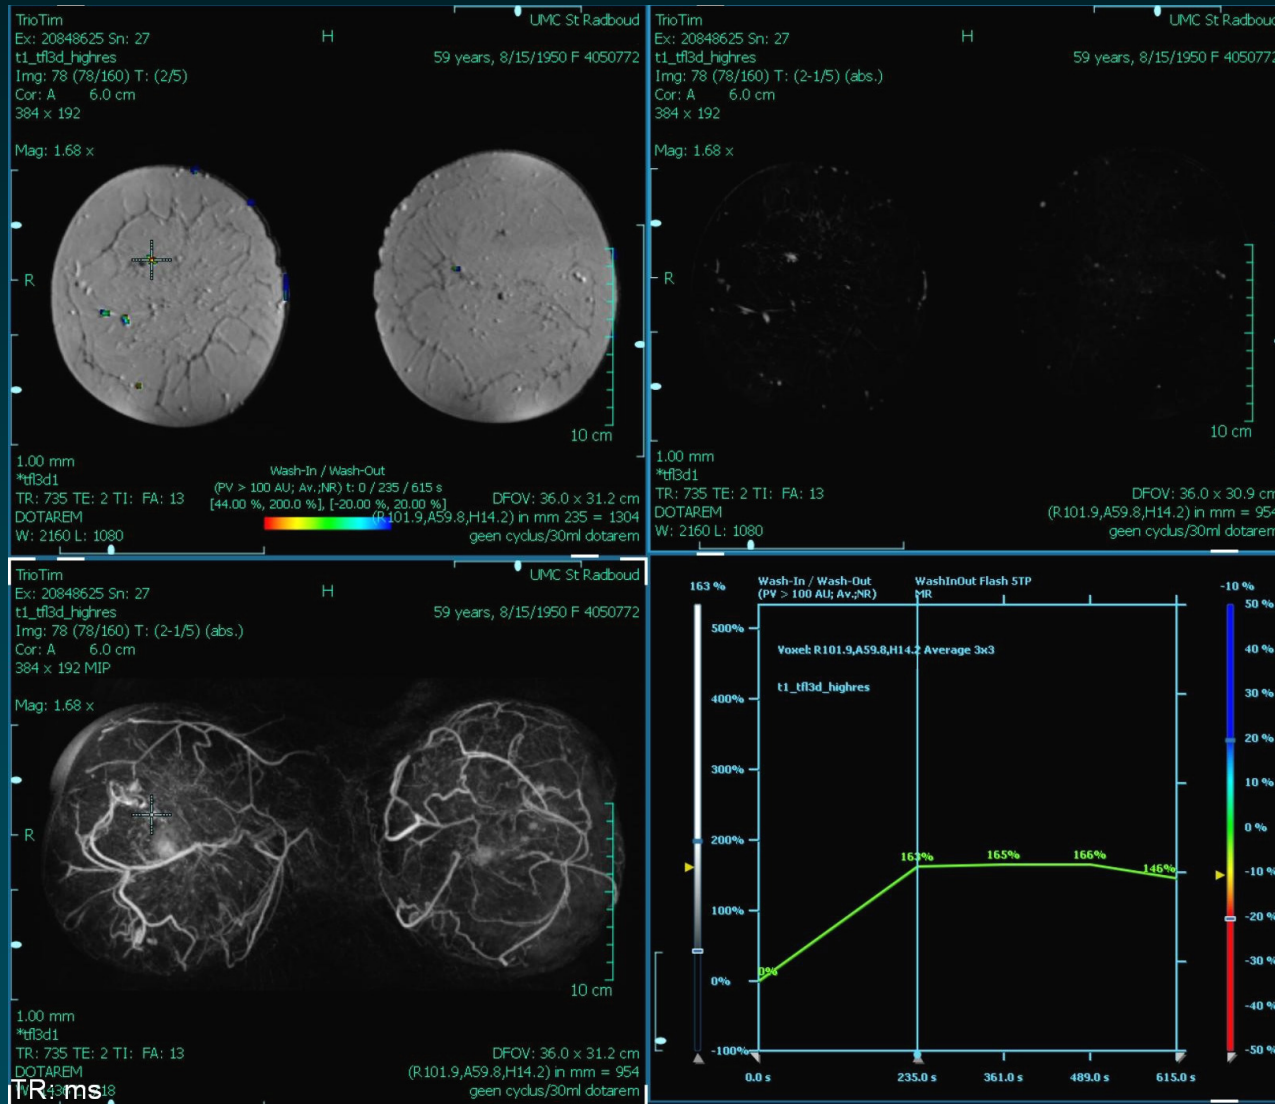 TrioTim
UMC St Radboud
Ex: 20848625 Sn: 27
H
t1_tfl3d_highres
59 years, 8/15/1950 F 4050772
Img: 78 (78/160) T: (2/5)
Cor: A 6.0 cm
384 x 192
Mag: 1.68 x
R
10 cm
1.00 mm
Wash-In / Wash-Out
*tfl3d1
(PV > 100 AU; Av.;NR) t: 0 / 235 / 615 s
TR: 735 TE: 2 TI: FA: 13
[44.00 %, 200.0 %], [-20.00 %, 20.00 %]
DFOV: 36.0 x 31.2 cm
DOTAREM
(R101.9,A59.8,H14.2) in mm 235 = 1304
W: 2160 L: 1080
geen cyclus/30ml dotarem
TrioTim
UMC St Radboud
Ex: 20848625 Sn: 27
H
t1_tfl3d_highres
59 years, 8/15/1950 F 4050772
Img: 78 (78/160) T: (2-1/5) (abs.)
Cor: A 6.0 cm
384 x 192
Mag: 1.68 x
R
10 cm
1.00 mm
*tfl3d1
TR: 735 TE: 2 TI: FA: 13
DFOV: 36.0 x 30.9 cm
DOTAREM
(R101.9,A59.8,H14.2) in mm = 954
W: 2160 L: 1080
geen cyclus/30ml dotarem
TrioTim
UMC St Radboud
Ex: 20848625 Sn: 27
H
t1_tfl3d_highres
59 years, 8/15/1950 F 4050772
Img: 78 (78/160) T: (2-1/5) (abs.)
Cor: A 6.0 cm
384 x 192 MIP
Mag: 1.68 x
R
10 cm
1.00 mm
*tfl3d1
TR: 735 TE: 2 TI: FA: 13
DFOV: 36.0 x 31.2 cm
DOTAREM
(R101.9,A59.8,H14.2) in mm = 954
geen cyclus/30ml dotarem
TR: ms
163 %
Wash-In / Wash-Out
WashInOut Flash 5TP
-10 %
(PV > 100 AU; Av.;NR)
MR
50 %
500%
Voxel: R101.9,A59.8,H14.2 Average 3x3
40 %
t1_tfl3d_highres
400%
30 %
300%
20 %
10 %
200%
0 %
163%
165%
166%
146%
-10 %
100%
-20 %
0%
0%
-30 %
-40 %
-100%
-50 %
0.0 s
235.0 s
361.0 s
489.0 s
615.0 s